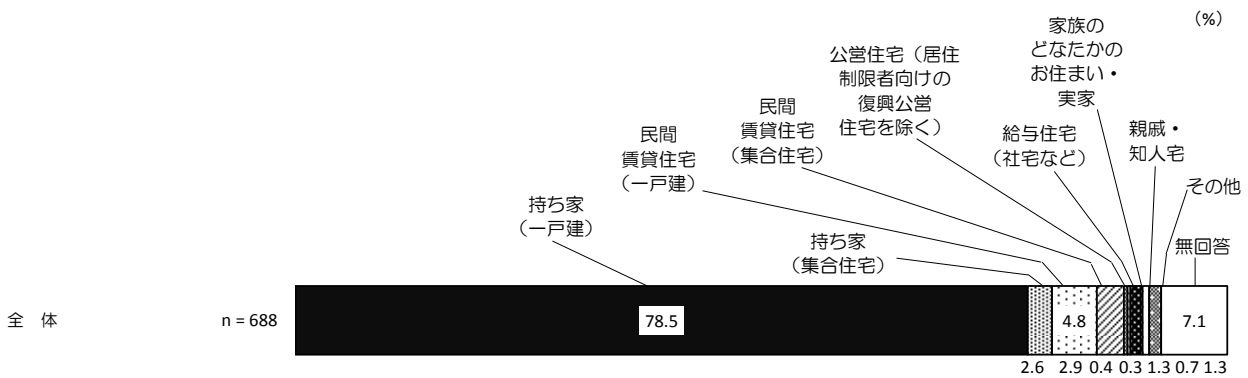 (%)
家族の
どなたかの
お住まい・
実家
公営住宅（居住
制限者向けの
復興公営
住宅を除く）
民間
賃貸住宅
（集合住宅）
給与住宅
（社宅など）
親戚・
知人宅
民間
賃貸住宅
（一戸建）
その他
持ち家
（一戸建）
持ち家
（集合住宅）
無回答
全 体
n = 688
78.5
4.8
7.1
2.6 2.9 0.4 0.3 1.3 0.7 1.3